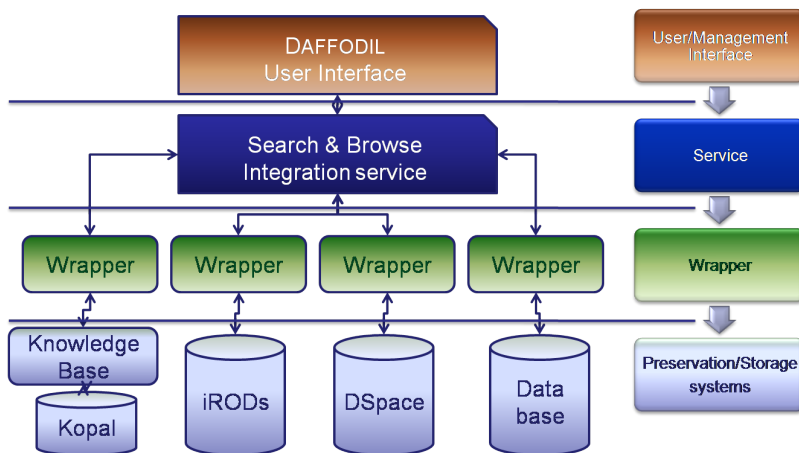 DAFFODIL
User Interface
User/Management
Interface
Search & Browse
Integration service
Service
Wrapper
Wrapper
Wrapper
Wrapper
Wrapper
Knowledge
Base
Kopal
iRODs
DSpace
Data
base
Preservation/Storage
systems